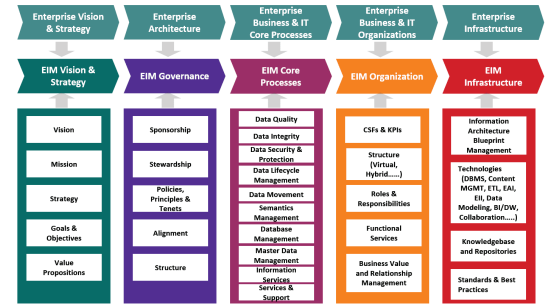 Enterprise Vision
& Strategy
Enterprise
Architecture
Enterprise
Business & IT
Core Processes
Enterprise
Business & IT
Organizations
Enterprise
Infrastructure
EIM Vision &
Strategy
EIM Governance
EIM Core
Processes
EIM Organization
EIM
Infrastructure
Vision
Mission
Strategy
Goals &
Objectives
Value
Propositions
Sponsorship
Stewardship
Policies,
Principles &
Tenets
Alignment
Structure
Data Quality
Data Integrity
Data Security &
Protection
Data Lifecycle
Management
Data Movement
Semantics
Management
Database
Management
Master Data
Management
Information
Services
Services &
Support
CSFs & KPIs
Structure
(Virtual,
Hybrid......)
Roles &
Responsibilities
Functional
Services
Business Value
and Relationship
Management
Information
Architecture
Blueprint
Management
Technologies
(DBMS, Content
MGMT, ETL, EAI,
EII, Data
Modeling, BI/DW,
Collaboration.....)
Knowledgebase
and Repositories
Standards & Best
Practices